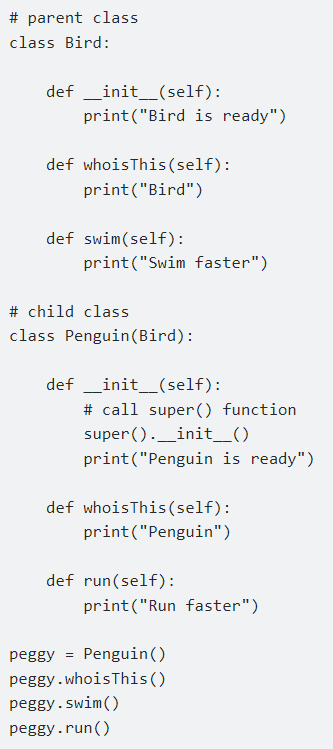 # parent class
class Bird:

    def __init__(self):
        print("Bird is ready")

    def whoisThis(self):
        print("Bird")

    def swim(self):
        print("Swim faster")

# child class
class Penguin(Bird):

    def __init__(self):
        # call super() function
        super().__init__()
        print("Penguin is ready")

    def whoisThis(self):
        print("Penguin")

    def run(self):
        print("Run faster")

peggy = Penguin()
peggy.whoisThis()
peggy.swim()
peggy.run()